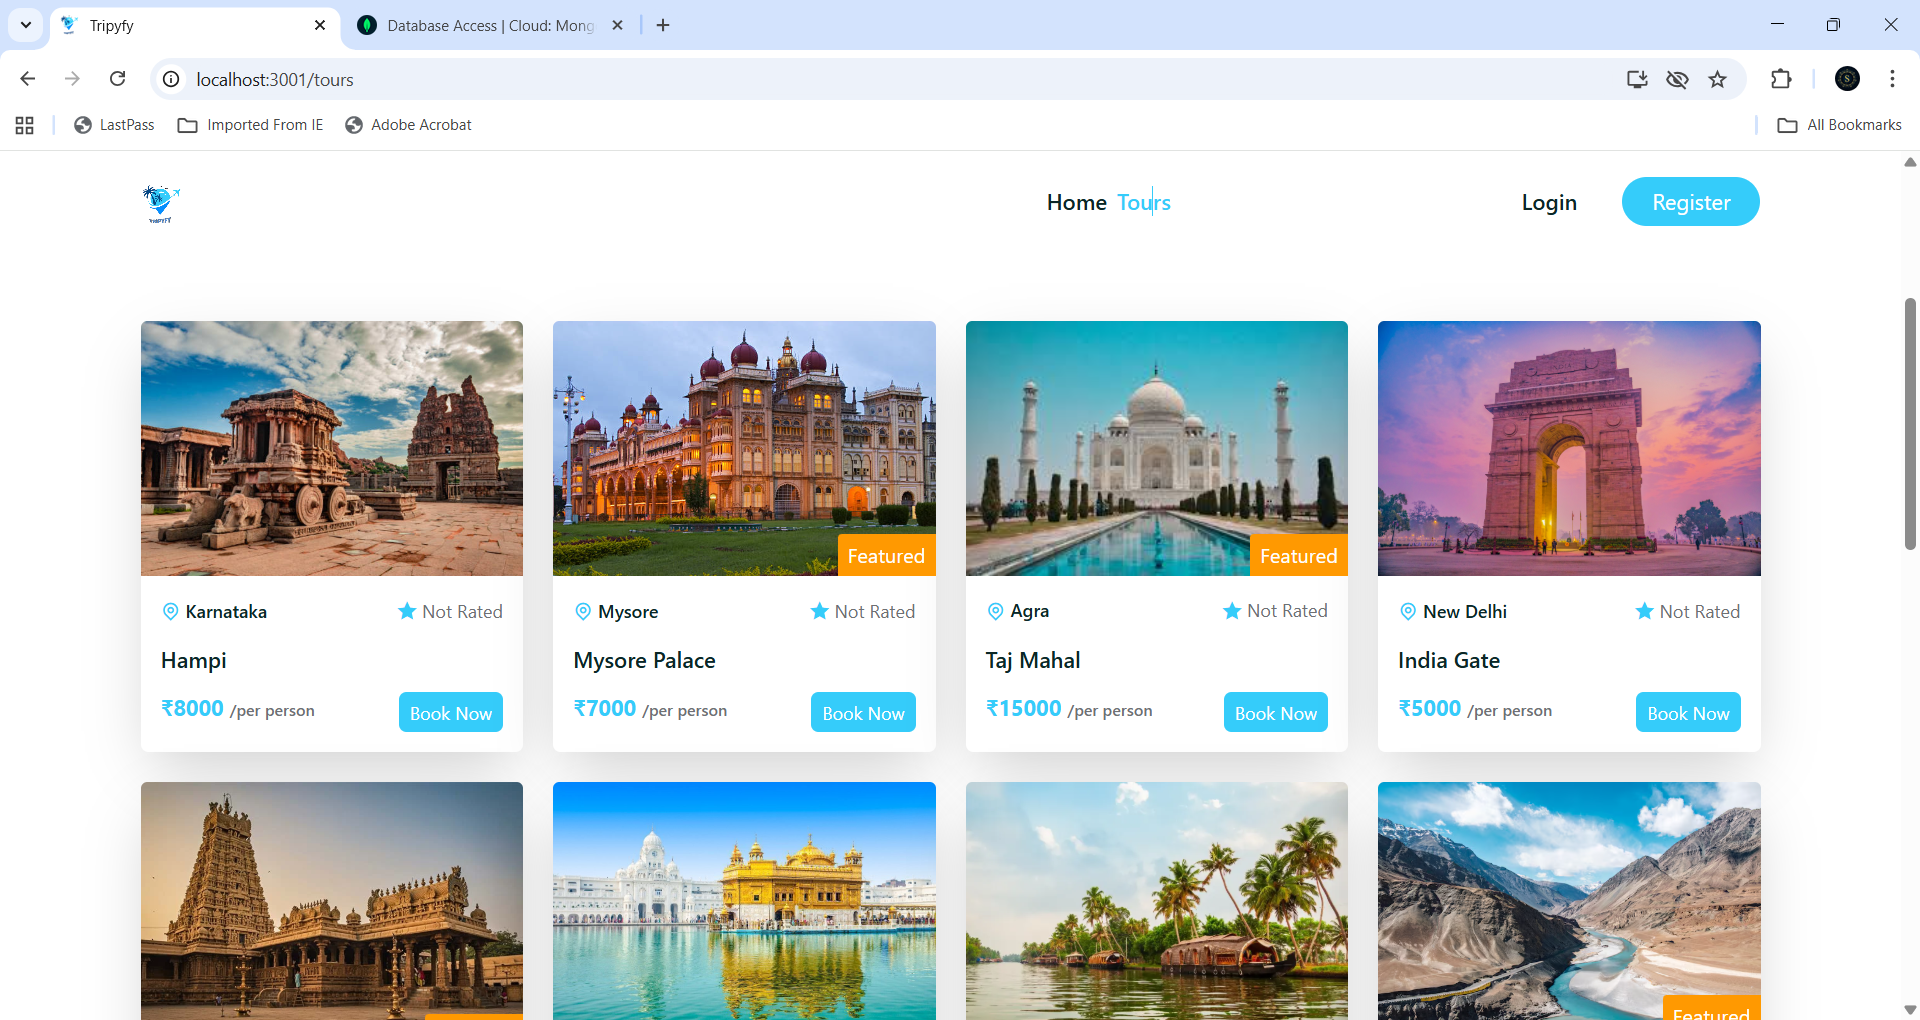 Tripyfy
Database Access | Cloud: Mong
localhost:3001/tours
LastPass
Imported From IE
Adobe Acrobat
All Bookmarks
TRIPYFY
Home Tours
Login
Register
Featured
Featured
Karnataka Not Rated
Hampi
₹8000 /per person Book Now
Mysore Not Rated
Mysore Palace
₹7000 /per person Book Now
Agra Not Rated
Taj Mahal
₹15000 /per person Book Now
New Delhi Not Rated
India Gate
₹5000 /per person Book Now
Featured